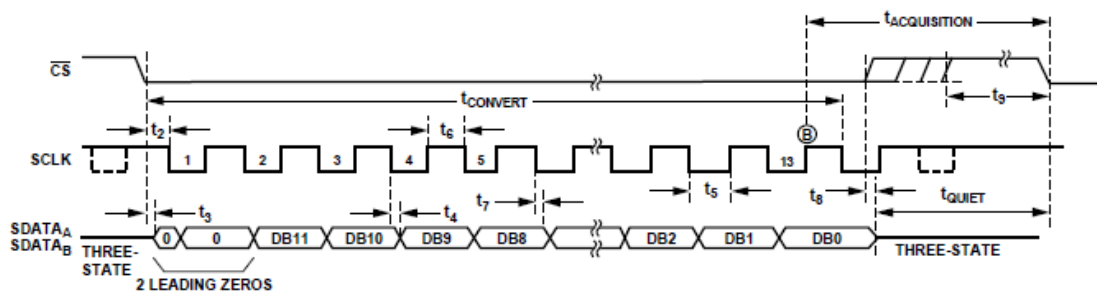 tACQUISITION
CS
tCONVERT
t9
t2
t6
B
SCLK
1 2 3 4 5 13
t5
t8
t7
tQUIET
t3
t4
SDATAA
SDATAB
0 0 DB11 DB10 DB9 DB8 DB2 DB1 DB0
THREE-
STATE
THREE-STATE
2 LEADING ZEROS